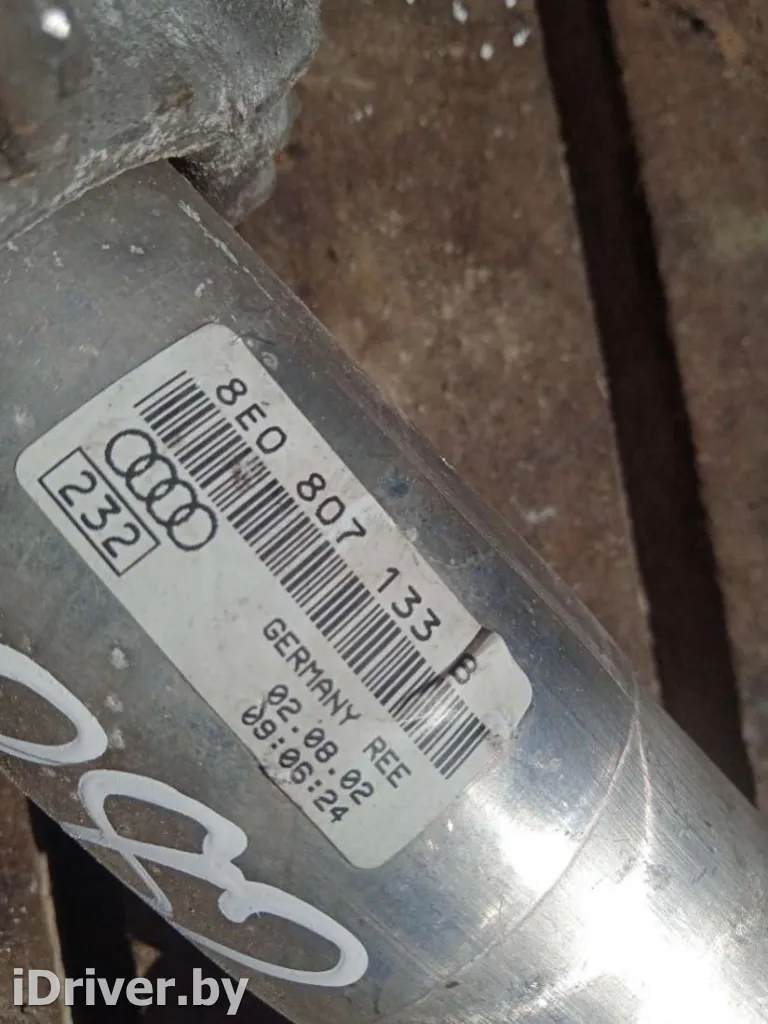 8E0 807 133 B
232
GERMANY REE
02.08.02
09:06:24
iDriver.by